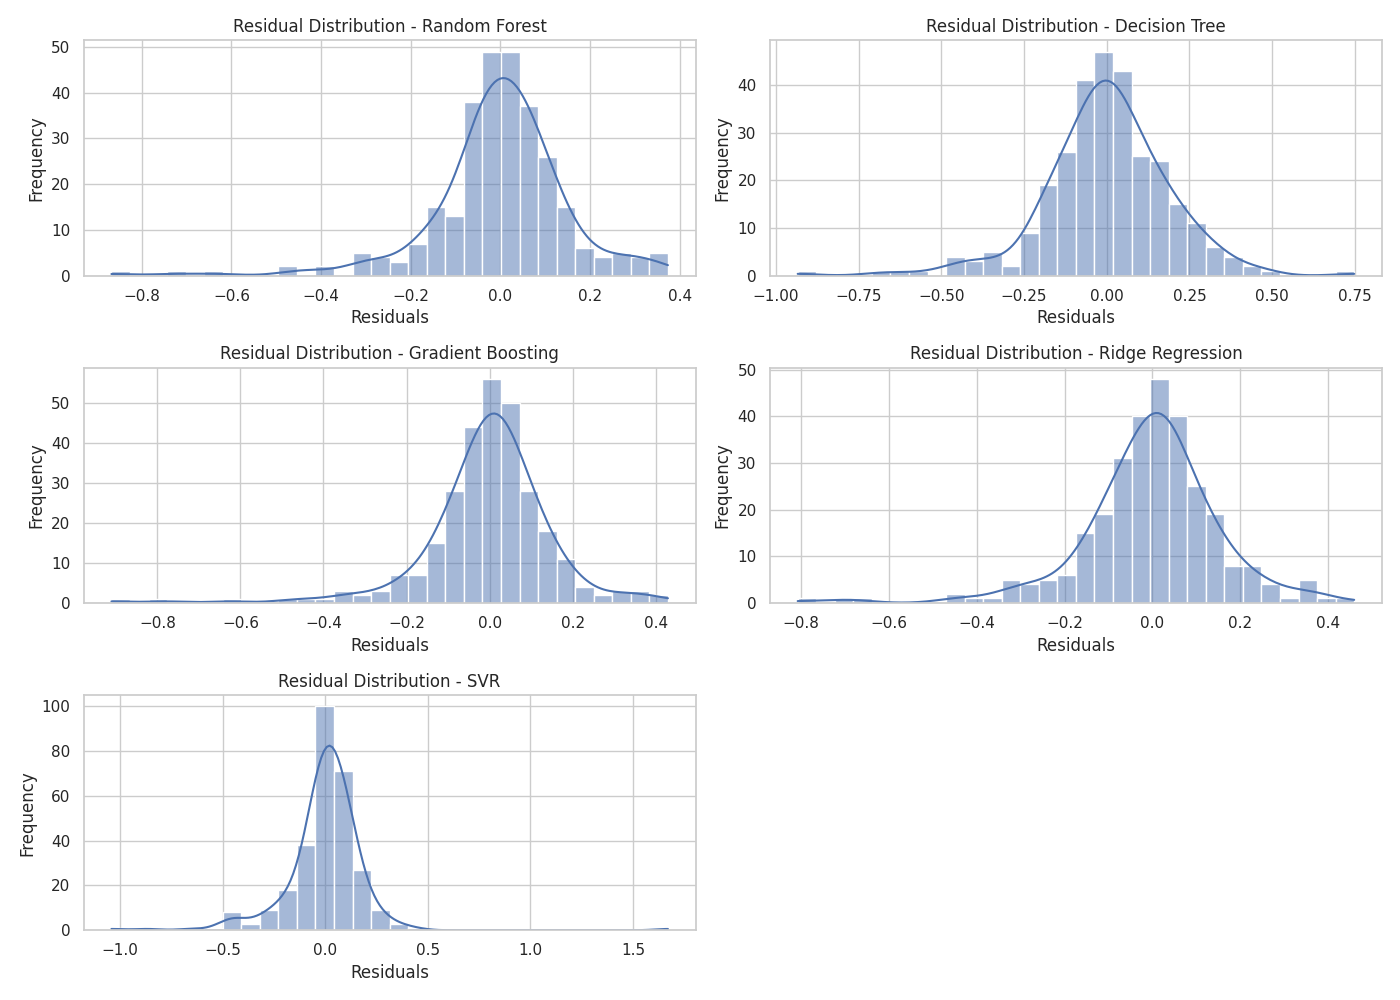 Residual Distribution - Random Forest
50
40
30
20
10
0
Frequency
−0.8 −0.6 −0.4 −0.2 0.0 0.2 0.4
Residuals
Residual Distribution - Decision Tree
40
30
20
10
0
Frequency
−1.00 −0.75 −0.50 −0.25 0.00 0.25 0.50 0.75
Residuals
Residual Distribution - Gradient Boosting
50
40
30
20
10
0
Frequency
−0.8 −0.6 −0.4 −0.2 0.0 0.2 0.4
Residuals
Residual Distribution - Ridge Regression
50
40
30
20
10
0
Frequency
−0.8 −0.6 −0.4 −0.2 0.0 0.2 0.4
Residuals
Residual Distribution - SVR
100
80
60
40
20
0
Frequency
−1.0 −0.5 0.0 0.5 1.0 1.5
Residuals